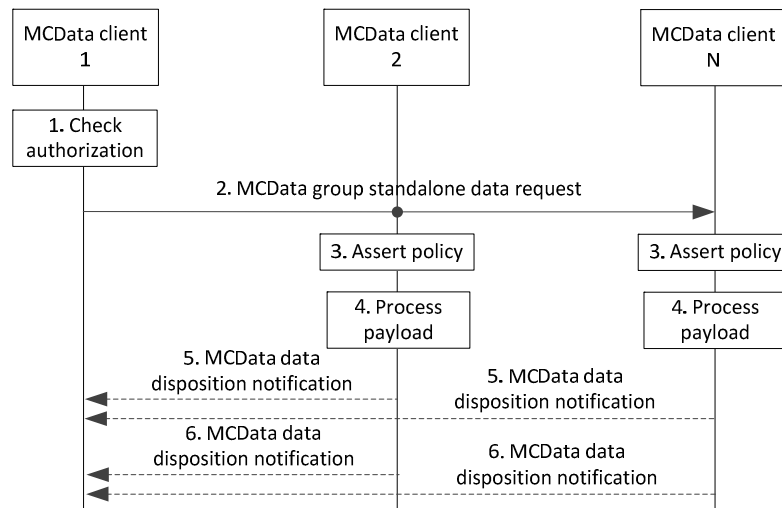 MCData client
1
MCData client
2
MCData client
N
1. Check
authorization
2. MCData group standalone data request
3. Assert policy
3. Assert policy
4. Process
payload
4. Process
payload
5. MCData data
disposition notification
5. MCData data
disposition notification
6. MCData data
disposition notification
6. MCData data
disposition notification